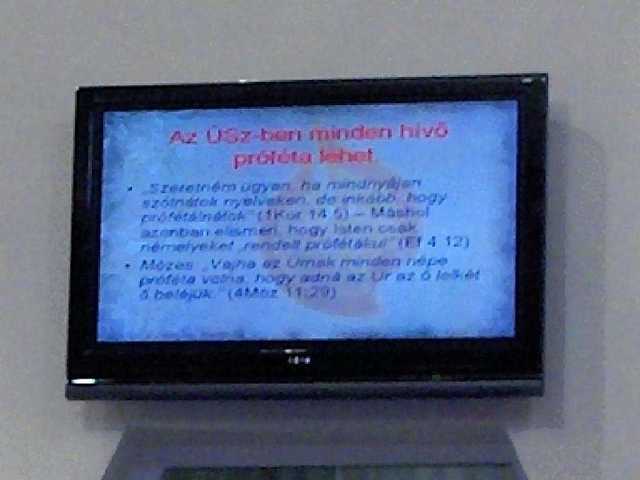 Az ÚSz-ben minden hívő
próféta lehet
• „Szeretném ugyan, ha mindnyájan
szólnátok nyelveken, de inkább, hogy
prófétálnátok” (1Kor 14:5) – Máshol
azonban elismeri, hogy Isten csak
némelyeket „rendelt prófétákul” (Ef 4:12)
• Mózes: „Vajha az Úrnak minden népe
próféta volna, hogy adná az Úr az ő lelkét
ő beléjük.” (4Móz 11:29)